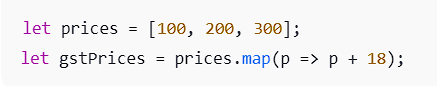 let prices = [100, 200, 300];
let gstPrices = prices.map(p => p + 18);